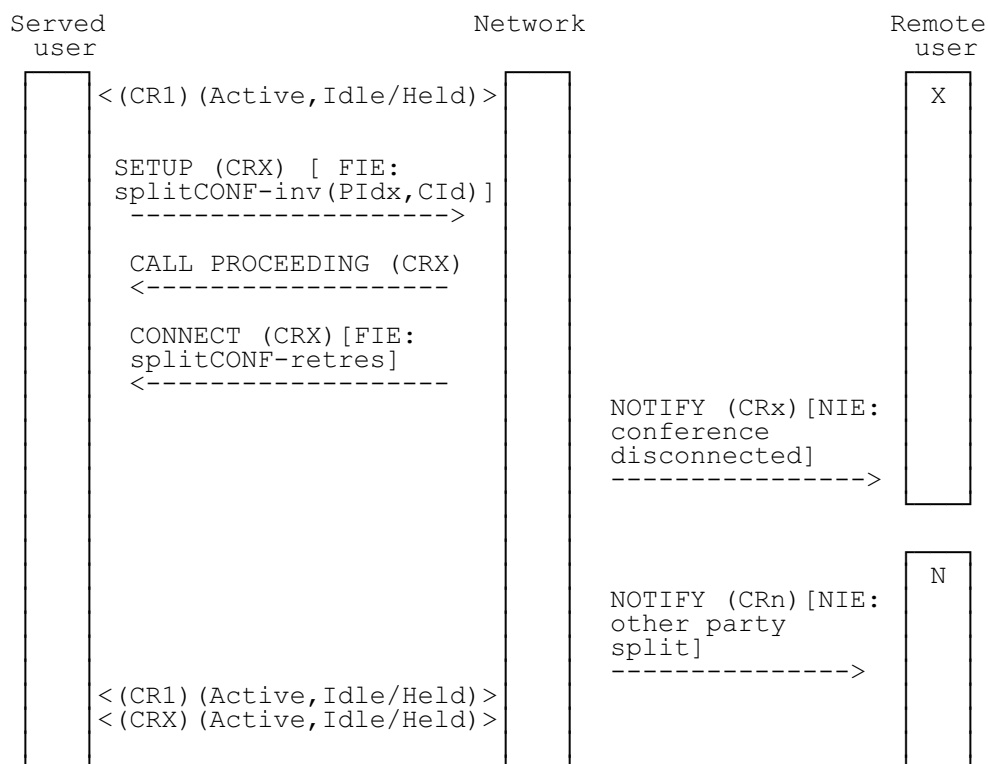 Served Network Remote
user user
<(CR1)(Active,Idle/Held)> X
SETUP (CRX) [ FIE:
splitCONF-inv(PIdx,CId)]
-------------------->
CALL PROCEEDING (CRX)
<-------------------
CONNECT (CRX)[FIE:
splitCONF-retres]
<-------------------
NOTIFY (CRx)[NIE:
conference
disconnected]
---------------->
N
NOTIFY (CRn)[NIE:
other party
split]
--------------->
<(CR1)(Active,Idle/Held)>
<(CRX)(Active,Idle/Held)>